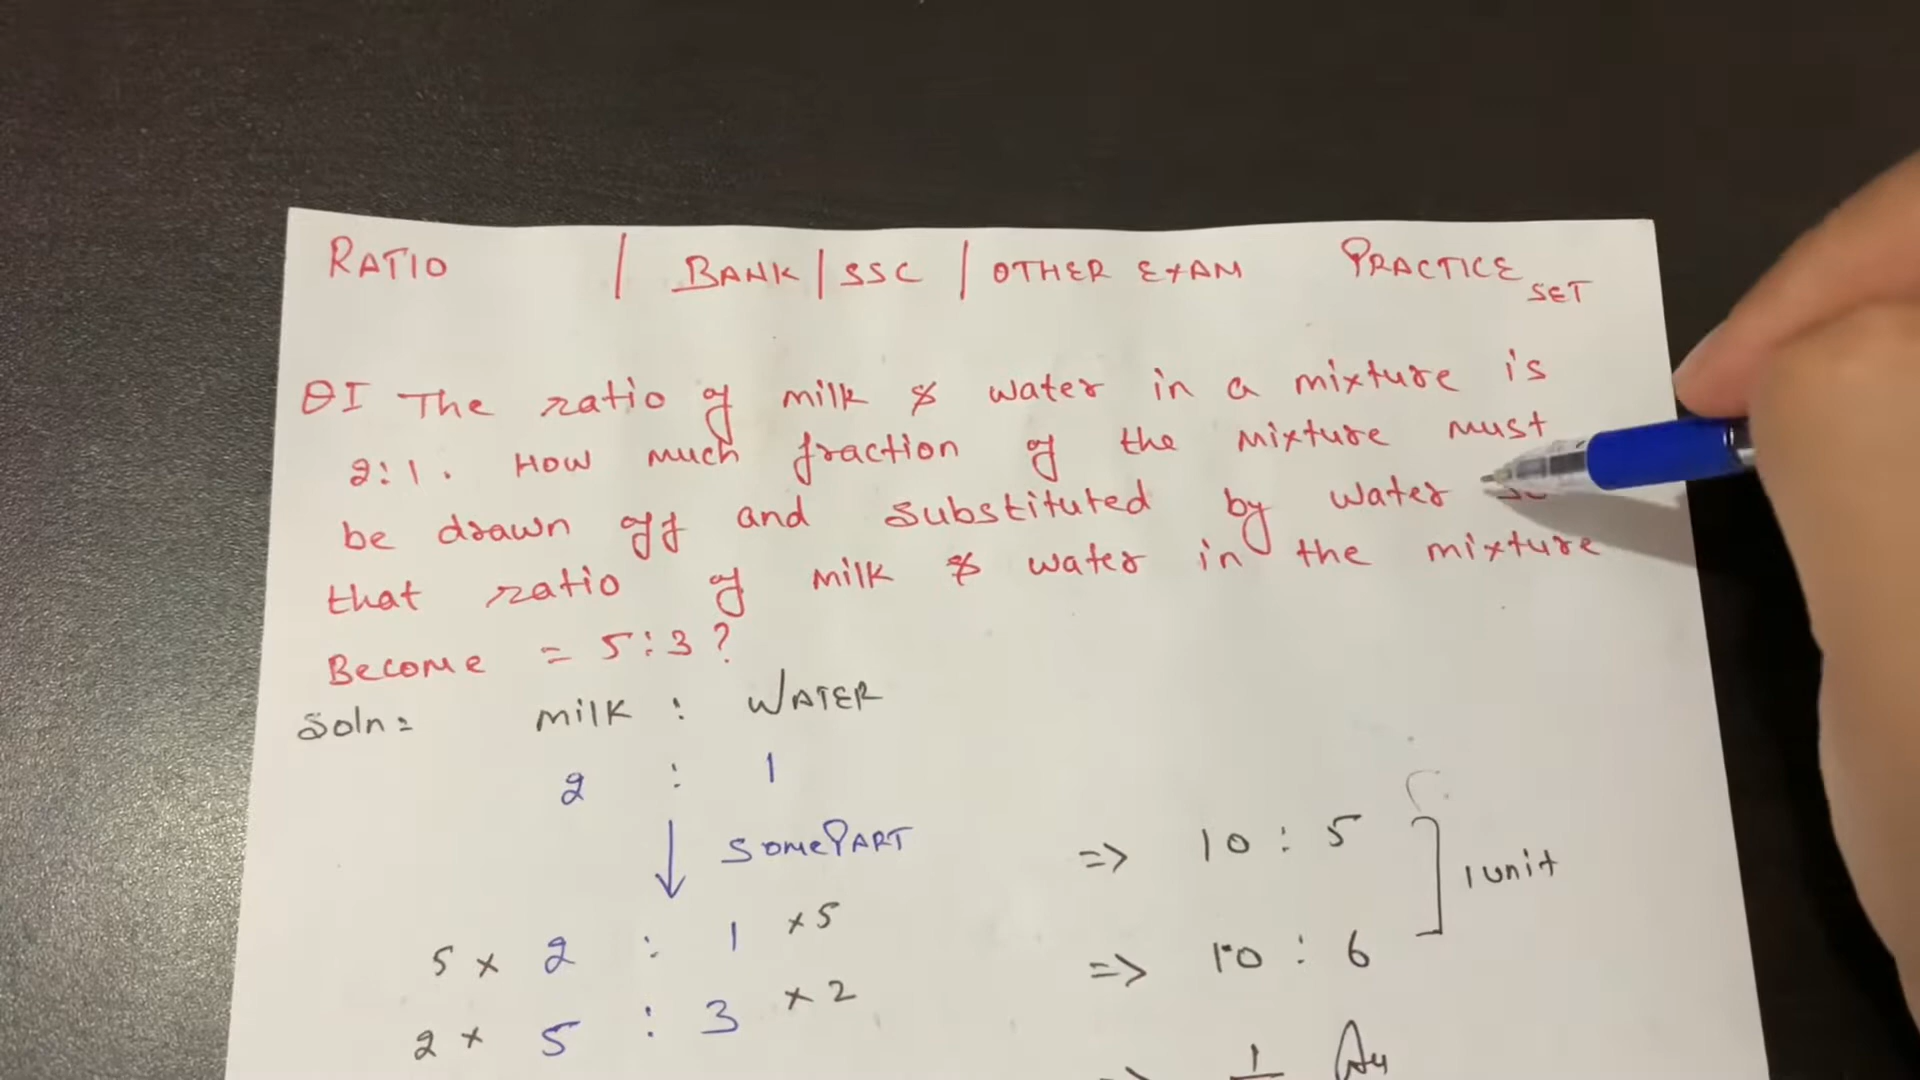 RATIO | BANK | SSC | OTHER EXAM PRACTICE SET
Q1 The ratio of milk & water in a mixture is
2:1. How much fraction of the mixture must
be drawn off and substituted by water so
that ratio of milk & water in the mixture
Become = 5:3?
Soln= milk : WATER
2 : 1
↓ SOMEPART
=> 10 : 5
1 unit
5 × 2 : 1 ×5
=> 10 : 6
2 × 5 : 3 ×2
=> 1